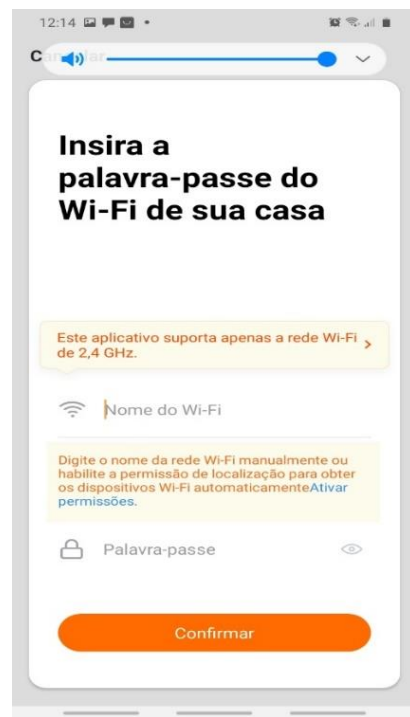 12:14
Insira a
palavra-passe do
Wi-Fi de sua casa
Este aplicativo suporta apenas a rede Wi-Fi
de 2,4 GHz.
Nome do Wi-Fi
Digite o nome da rede Wi-Fi manualmente ou
habilite a permissão de localização para obter
os dispositivos Wi-Fi automaticamenteAtivar
permissões.
Palavra-passe
Confirmar